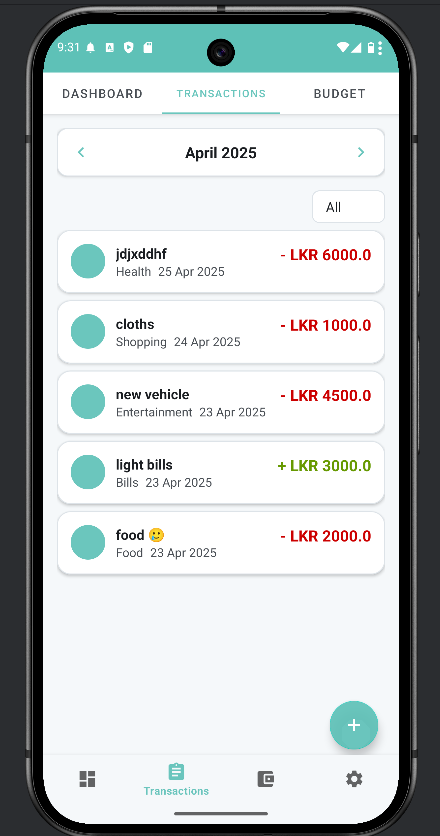 9:31
DASHBOARD TRANSACTIONS BUDGET
April 2025
All
jdjxddhf - LKR 6000.0
Health 25 Apr 2025
cloths - LKR 1000.0
Shopping 24 Apr 2025
new vehicle - LKR 4500.0
Entertainment 23 Apr 2025
light bills + LKR 3000.0
Bills 23 Apr 2025
food 🥲 - LKR 2000.0
Food 23 Apr 2025
+
Transactions